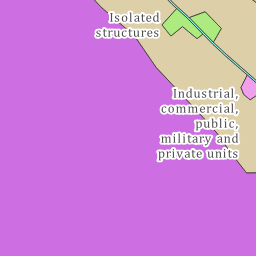 Isolated
structures
Industrial,
commercial,
public,
military and
private units